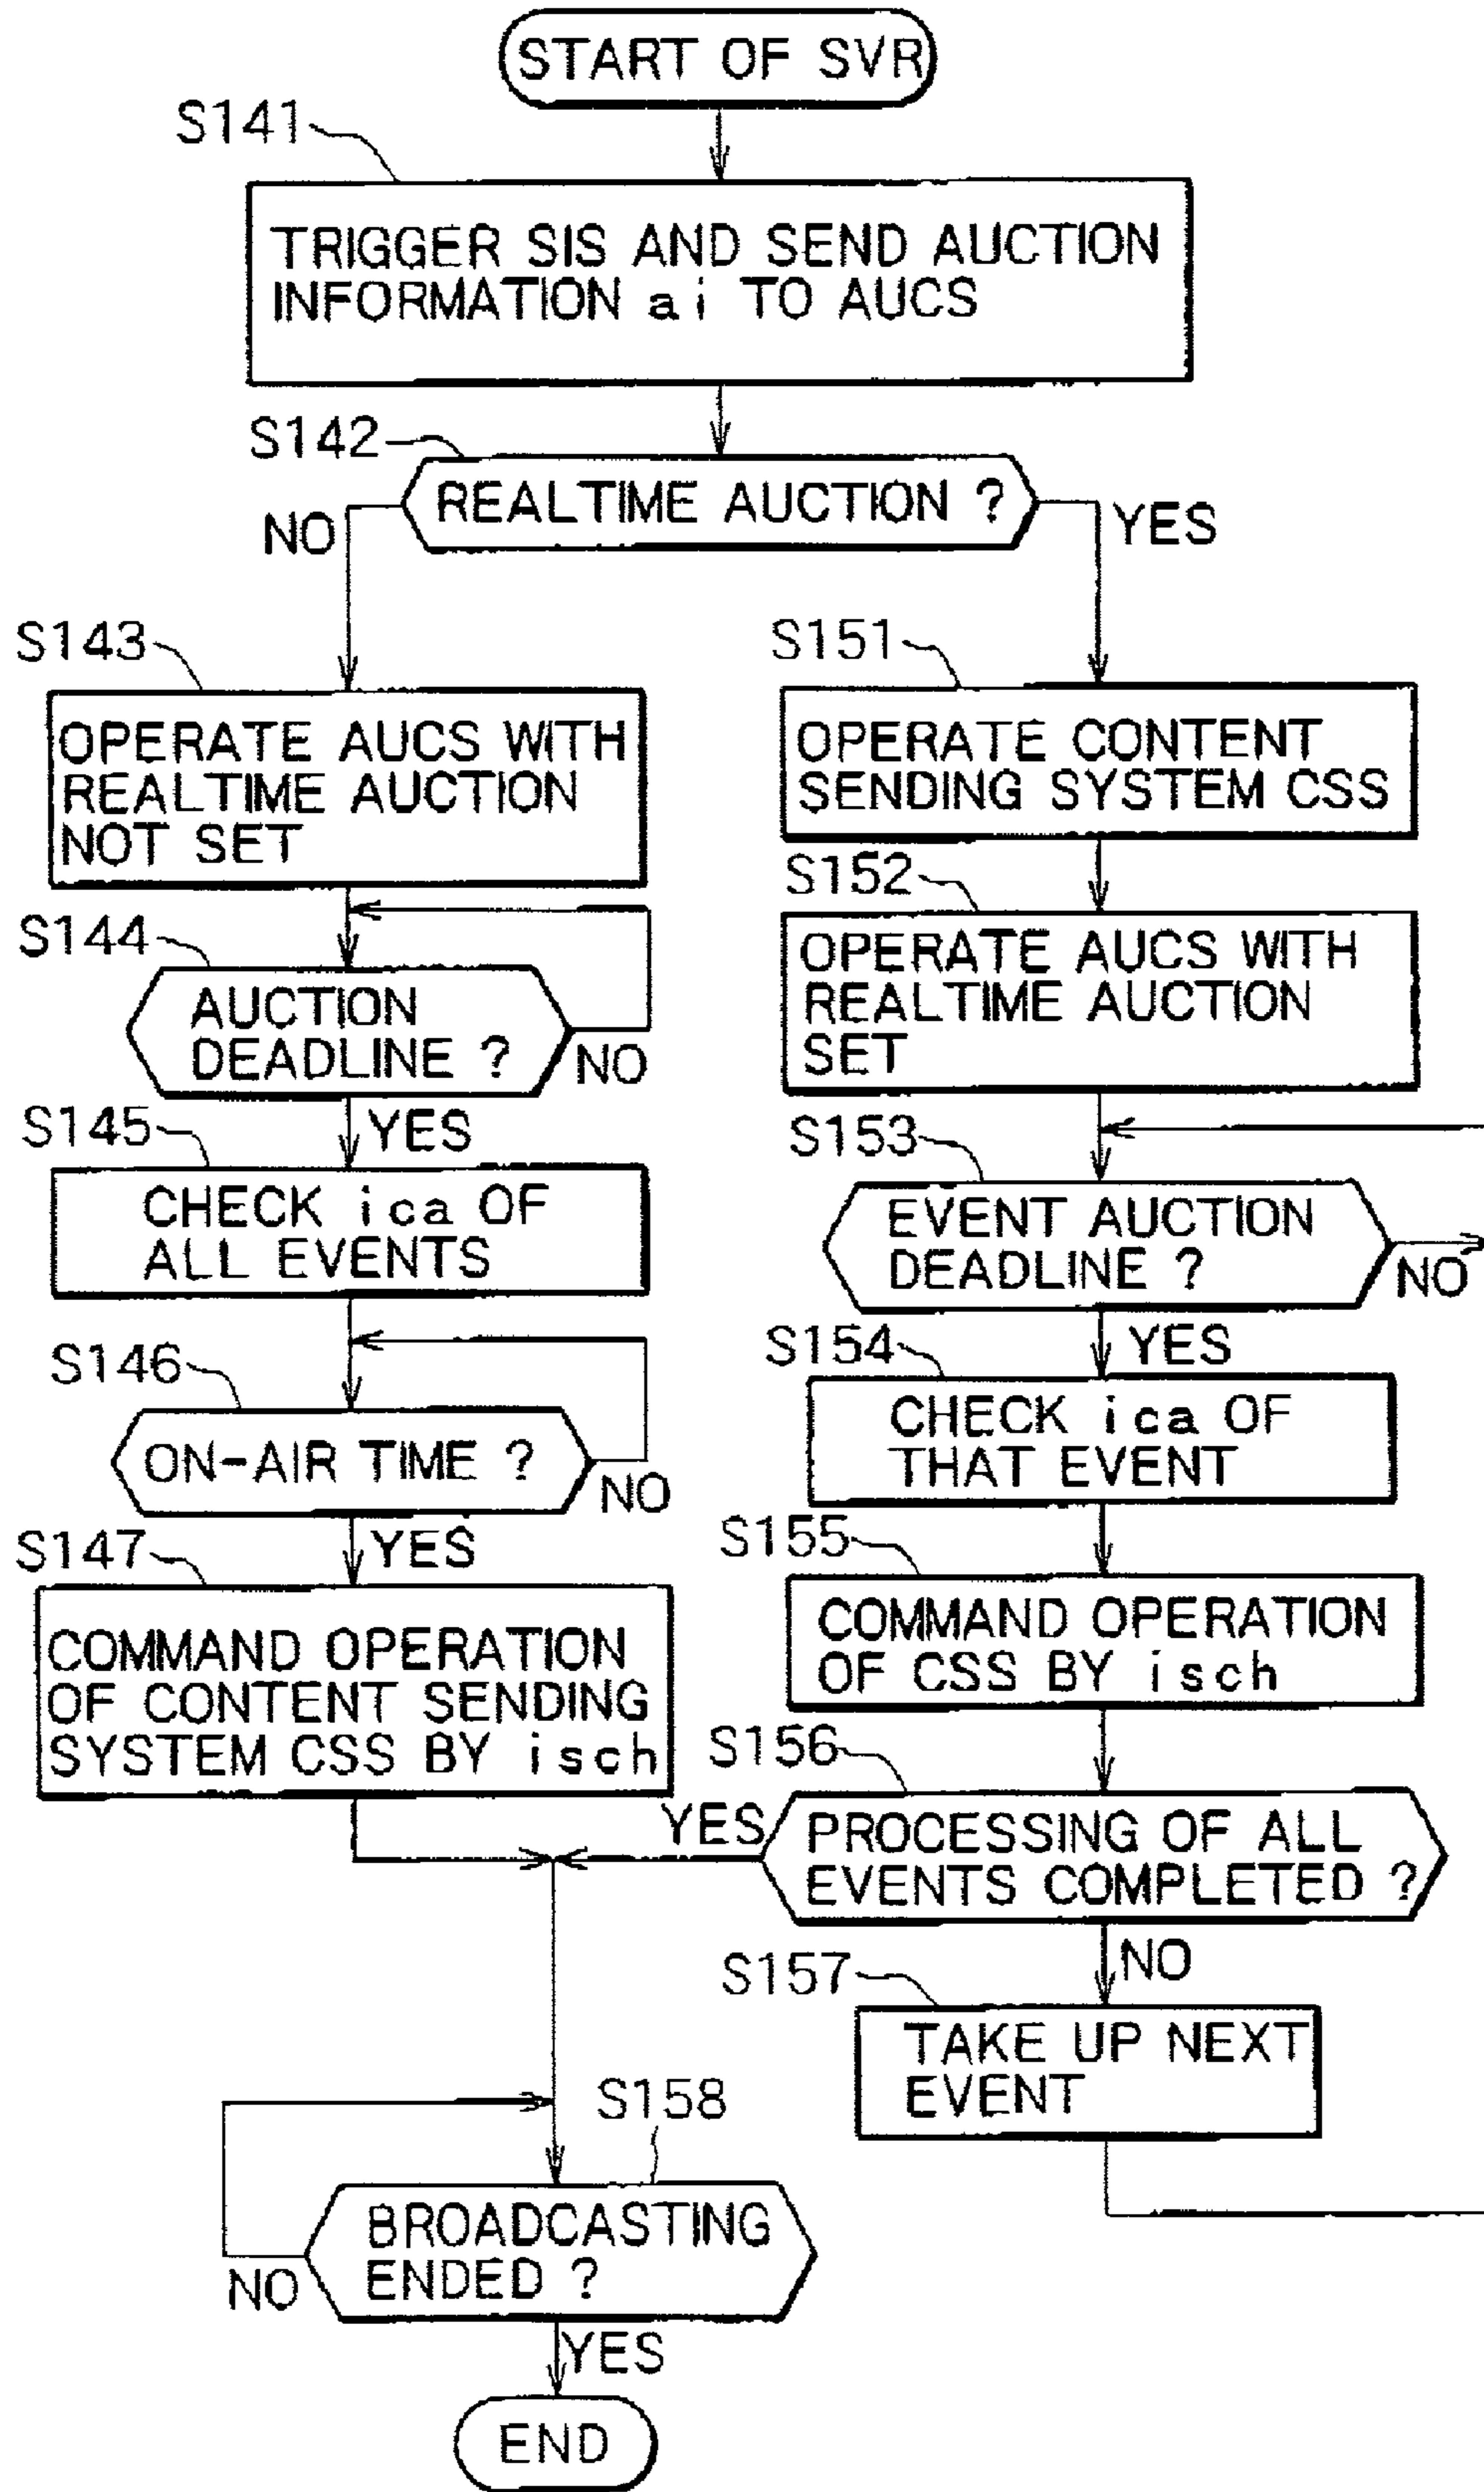 START OF SVR
S141
TRIGGER SIS AND SEND AUCTION
INFORMATION ai TO AUCS
S142
REALTIME AUCTION ?
NO
YES
S143
OPERATE AUCS WITH
REALTIME AUCTION
NOT SET
S144
AUCTION
DEADLINE ?
NO
YES
S145
CHECK ica OF
ALL EVENTS
S146
ON-AIR TIME ?
NO
YES
S147
COMMAND OPERATION
OF CONTENT SENDING
SYSTEM CSS BY isch
S151
OPERATE CONTENT
SENDING SYSTEM CSS
S152
OPERATE AUCS WITH
REALTIME AUCTION
SET
S153
EVENT AUCTION
DEADLINE ?
NO
YES
S154
CHECK ica OF
THAT EVENT
S155
COMMAND OPERATION
OF CSS BY isch
S156
YES
PROCESSING OF ALL
EVENTS COMPLETED ?
NO
S157
TAKE UP NEXT
EVENT
S158
BROADCASTING
ENDED ?
NO
YES
END